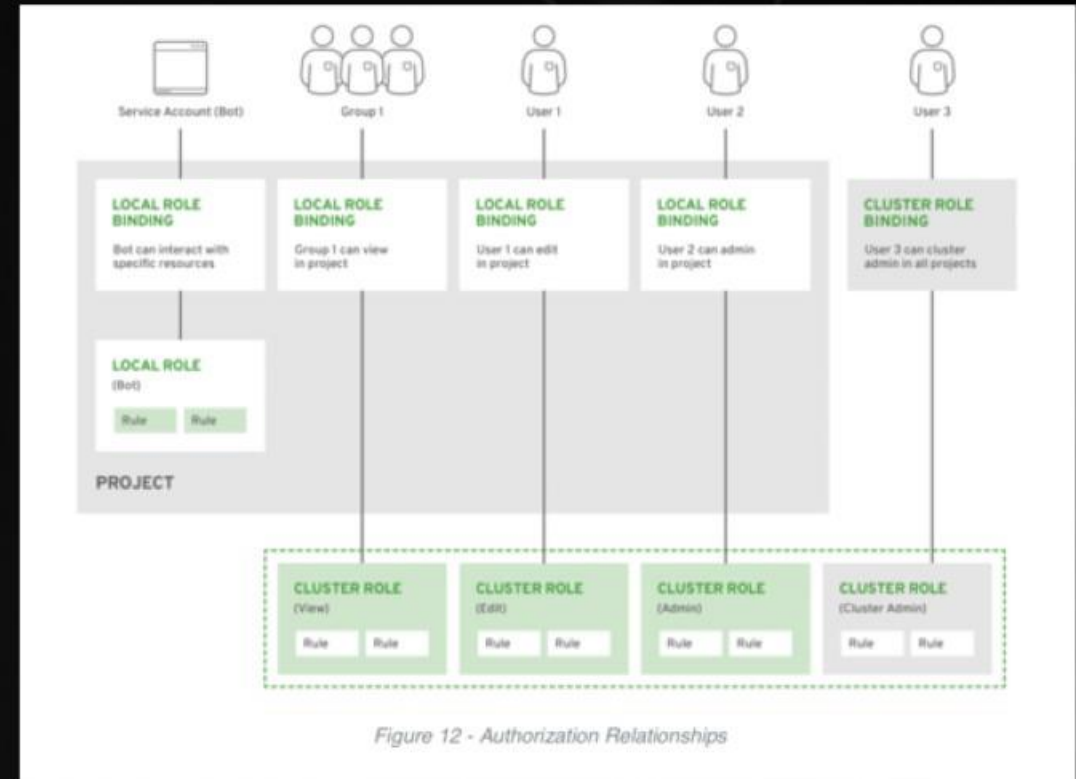 Service Account (Bot)
Group 1
User 1
User 2
User 3
LOCAL ROLE
BINDING
Bot can interact with
specific resources
LOCAL ROLE
BINDING
Group 1 can view
in project
LOCAL ROLE
BINDING
User 1 can edit
in project
LOCAL ROLE
BINDING
User 2 can admin
in project
CLUSTER ROLE
BINDING
User 3 can cluster
admin in all projects
LOCAL ROLE
(Bot)
Rule Rule
PROJECT
CLUSTER ROLE
(View)
Rule Rule
CLUSTER ROLE
(Edit)
Rule Rule
CLUSTER ROLE
(Admin)
Rule Rule
CLUSTER ROLE
(Cluster Admin)
Rule Rule
Figure 12 - Authorization Relationships